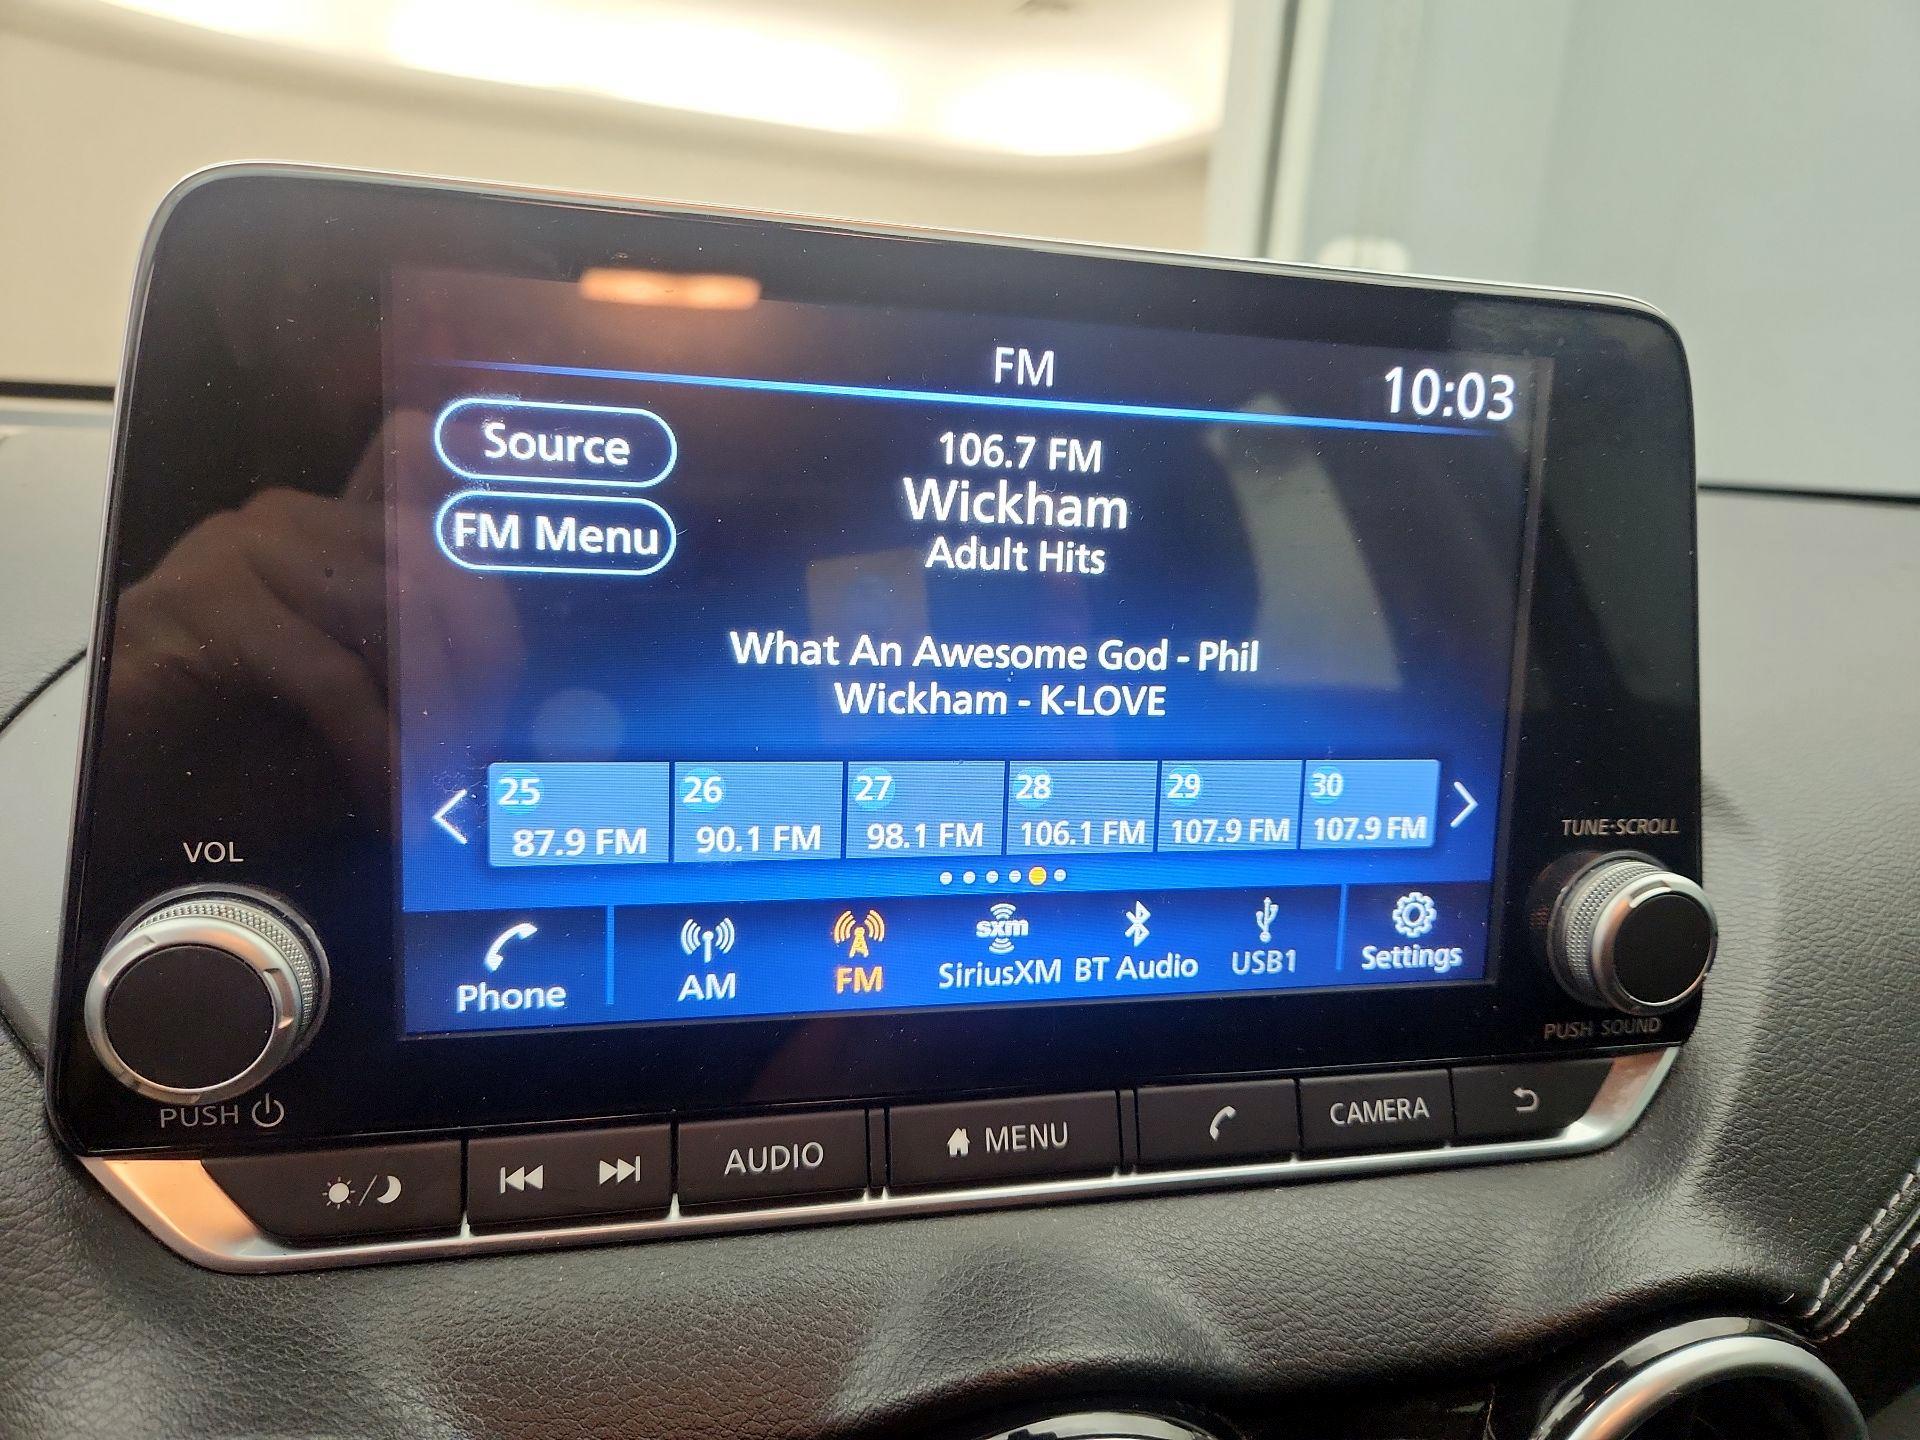 FM
10:03
Source
FM Menu
106.7 FM
Wickham
Adult Hits
What An Awesome God - Phil
Wickham - K-LOVE
25
87.9 FM
26
90.1 FM
27
98.1 FM
28
106.1 FM
29
107.9 FM
30
107.9 FM
Phone
AM
FM
sxm
SiriusXM
BT Audio
USB1
Settings
VOL
PUSH
TUNE·SCROLL
PUSH SOUND
AUDIO
MENU
CAMERA